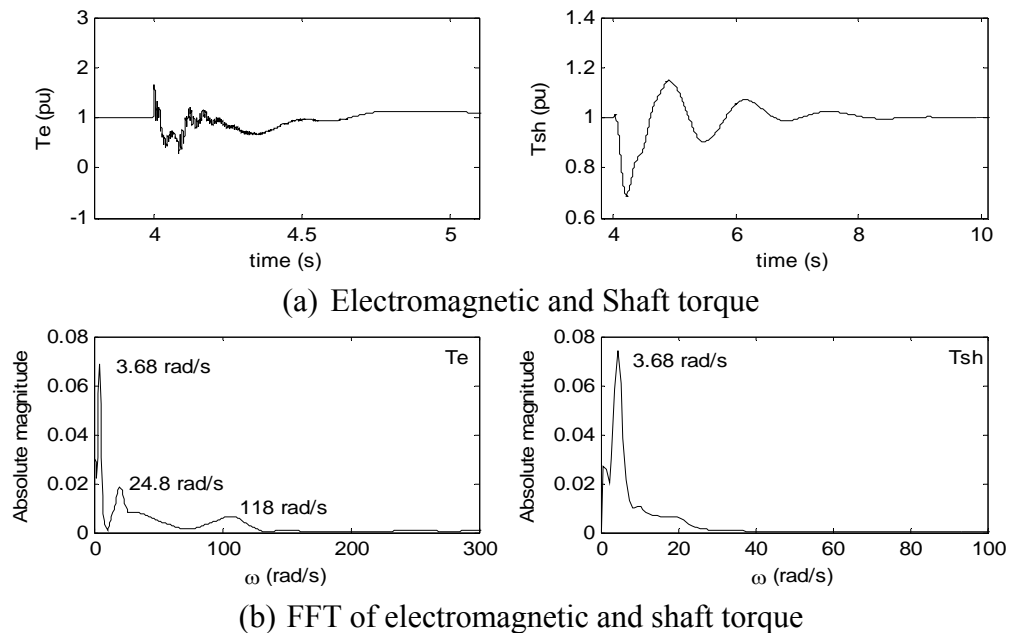 3
2
1
0
-1
Te (pu)
4
4.5
5
time (s)
1.4
1.2
1
0.8
0.6
Tsh (pu)
4
6
8
10
time (s)
(a) Electromagnetic and Shaft torque
0.08
0.06
0.04
0.02
0
Absolute magnitude
Te
3.68 rad/s
24.8 rad/s
118 rad/s
0
100
200
300
ω (rad/s)
0.08
0.06
0.04
0.02
0
Absolute magnitude
Tsh
3.68 rad/s
0
20
40
60
80
100
ω (rad/s)
(b) FFT of electromagnetic and shaft torque